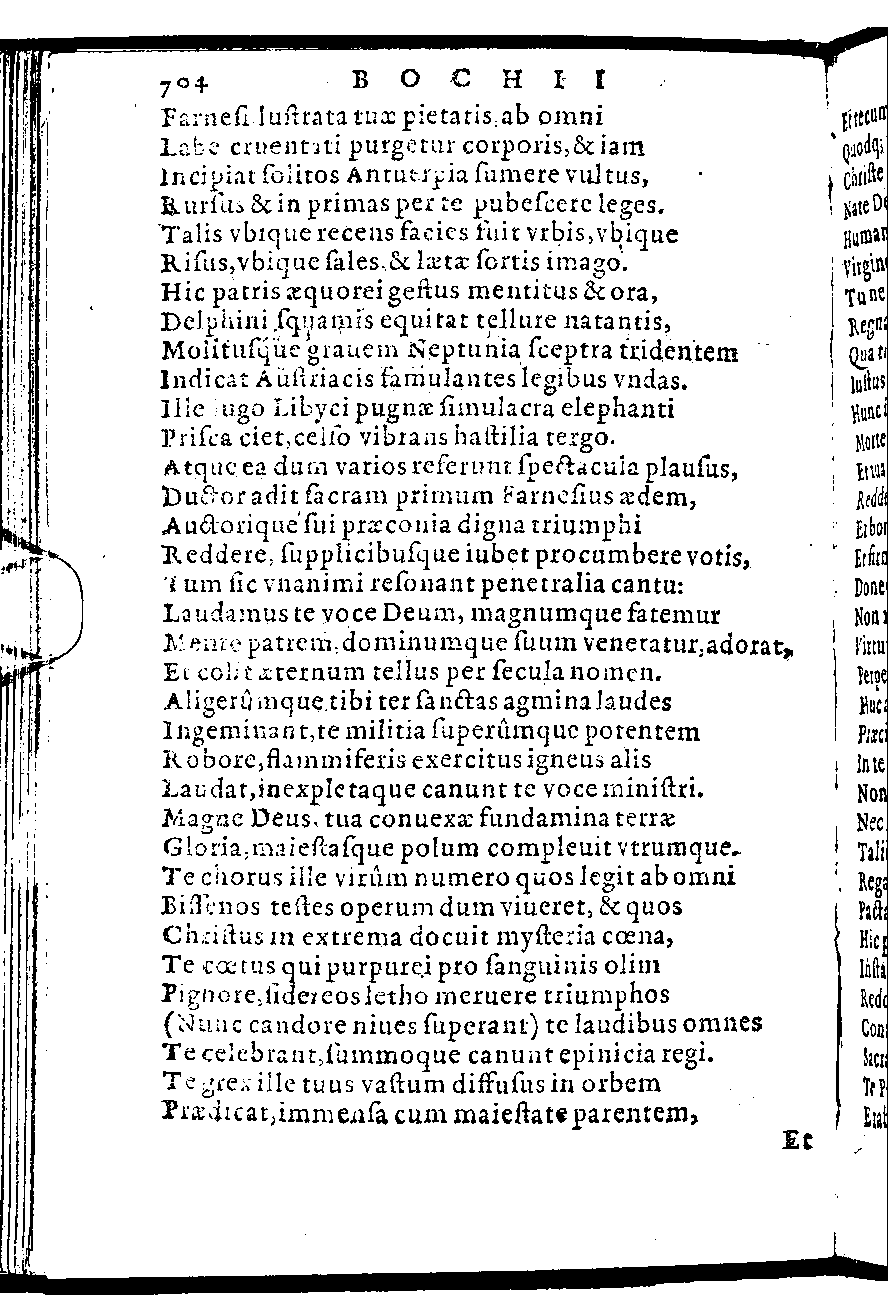 704 BOCHII
Farnesi lustrata tuæ pietatis, ab omni
Labe cruentati purgetur corporis, & iam
Incipiat solitos Antuerpia sumere vultus,
Rursus & in primas per te pubescere leges.
Talis vbique recens facies fuit vrbis, vbique
Risus, vbique sales, & lætæ sortis imago.
Hic patris æquorei gestus mentitus & ora,
Delphini squamis equitat tellure natantis,
Molitusque grauem Neptunia sceptra tridentem
Indicat Austriacis famulantes legibus vndas.
Ille iugo Libyci pugnæ simulacra elephanti
Prisca ciet, celso vibrans hastilia tergo.
Atque ea dum varios referunt spectacula plausus,
Ductor adit sacram primum Farnesius ædem,
Auctorique sui præconia digna triumphi
Reddere, supplicibusque iubet procumbere votis,
Tum sic vnanimi resonant penetralia cantu:
Laudamus te voce Deum, magnumque fatemur
Mente patrem, dominumque suum veneratur, adorat,
Et colit æternum tellus per secula nomen.
Aligerûmque tibi ter sanctas agmina laudes
Ingeminant, te militia superûmque potentem
Robore, flammiferis exercitus igneus alis
Laudat, inexpletaque canunt te voce ministri.
Magne Deus, tua conuexæ fundamina terræ
Gloria, maiestasque polum compleuit vtrumque.
Te chorus ille virûm numero quos legit ab omni
Bissenos testes operum dum viueret, & quos
Christus in extrema docuit mysteria cœna,
Te cœtus qui purpurei pro sanguinis olim
Pignore, sidereos letho meruere triumphos
(Nunc candore niues superant) te laudibus omnes
Te celebrant, summoque canunt epinicia regi.
Te grex ille tuus vastum diffusus in orbem
Prædicat, immensa cum maiestate parentem,
Et